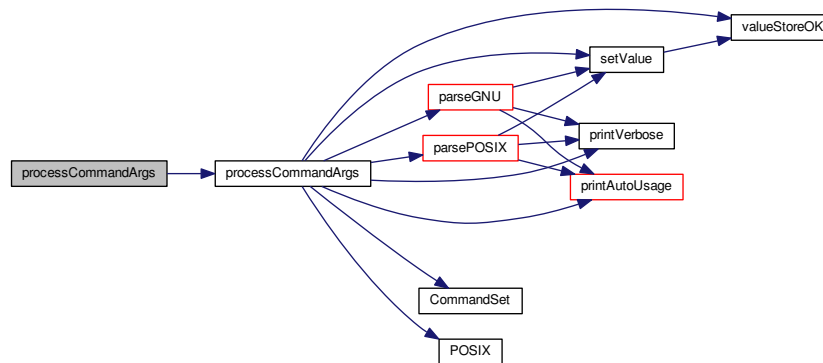 valueStoreOK
setValue
parseGNU
printVerbose
parsePOSIX
processCommandArgs
processCommandArgs
printAutoUsage
CommandSet
POSIX